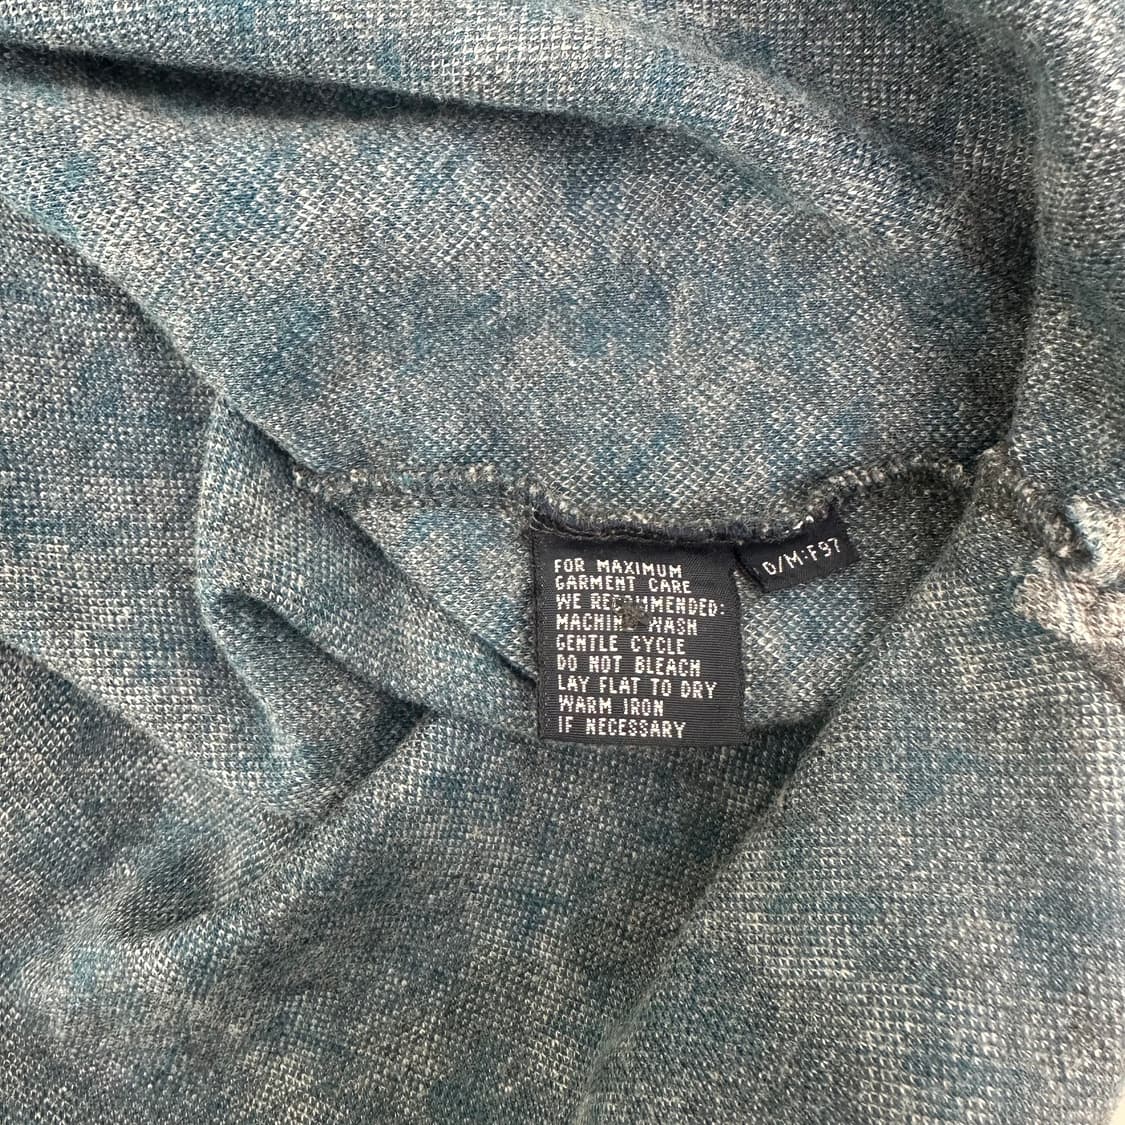 FOR MAXIMUM
GARMENT CARE
WE RECOMMENDED:
MACHINE WASH
GENTLE CYCLE
DO NOT BLEACH
LAY FLAT TO DRY
WARM IRON
IF NECESSARY
D/M:F97